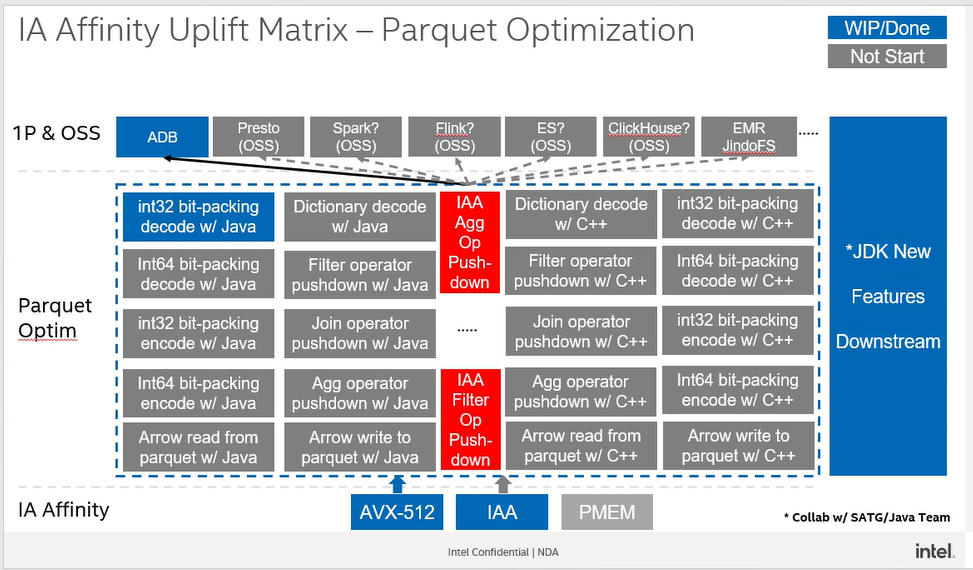 IA Affinity Uplift Matrix – Parquet Optimization
WIP/Done
Not Start
1P & OSS
ADB
Presto
(OSS)
Spark?
(OSS)
Flink?
(OSS)
ES?
(OSS)
ClickHouse?
(OSS)
EMR
JindoFS
.....
Parquet
Optim
int32 bit-packing
decode w/ Java
Dictionary decode
w/ Java
IAA
Agg
Op
Push-
down
Dictionary decode
w/ C++
int32 bit-packing
decode w/ C++
Int64 bit-packing
decode w/ Java
Filter operator
pushdown w/ Java
Filter operator
pushdown w/ C++
Int64 bit-packing
decode w/ C++
int32 bit-packing
encode w/ Java
Join operator
pushdown w/ Java
.....
Join operator
pushdown w/ C++
int32 bit-packing
encode w/ C++
Int64 bit-packing
encode w/ Java
Agg operator
pushdown w/ Java
IAA
Filter
Op
Push-
down
Agg operator
pushdown w/ C++
Int64 bit-packing
encode w/ C++
Arrow read from
parquet w/ Java
Arrow write to
parquet w/ Java
Arrow read from
parquet w/ C++
Arrow write to
parquet w/ C++
*JDK New
Features
Downstream
IA Affinity
AVX-512
IAA
PMEM
* Collab w/ SATG/Java Team
Intel Confidential | NDA
intel.